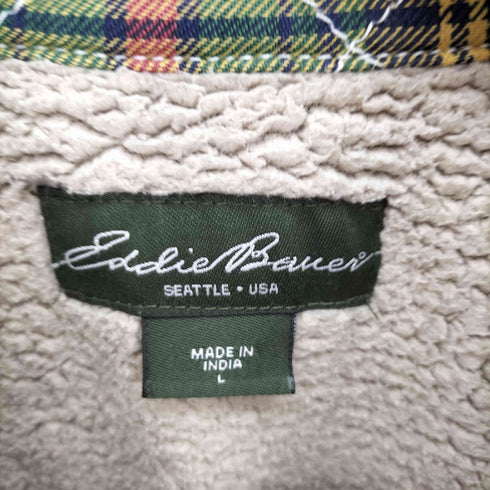 Eddie Bauer
SEATTLE • USA
MADE IN
INDIA
L